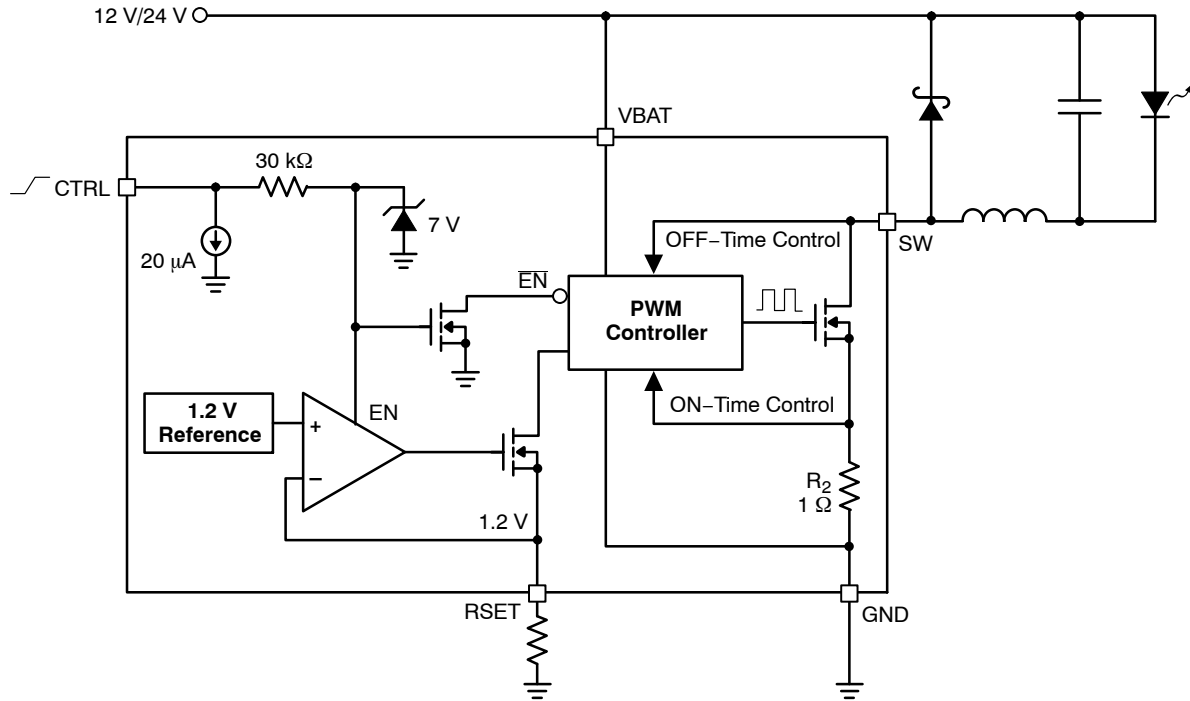 12 V/24 V
VBAT
30 kΩ
CTRL
7 V
20 μA
OFF−Time Control
SW
EN
PWM
Controller
1.2 V
Reference
+
EN
−
ON−Time Control
R2
1 Ω
1.2 V
RSET
GND